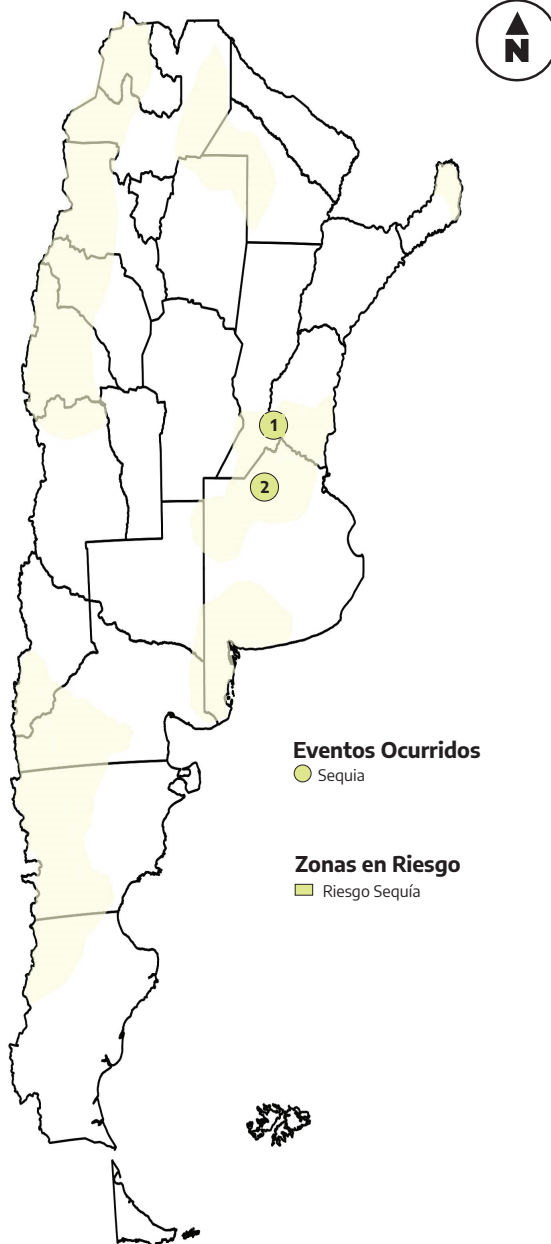 N
1
2
Eventos Ocurridos
Sequia
Zonas en Riesgo
Riesgo Sequía